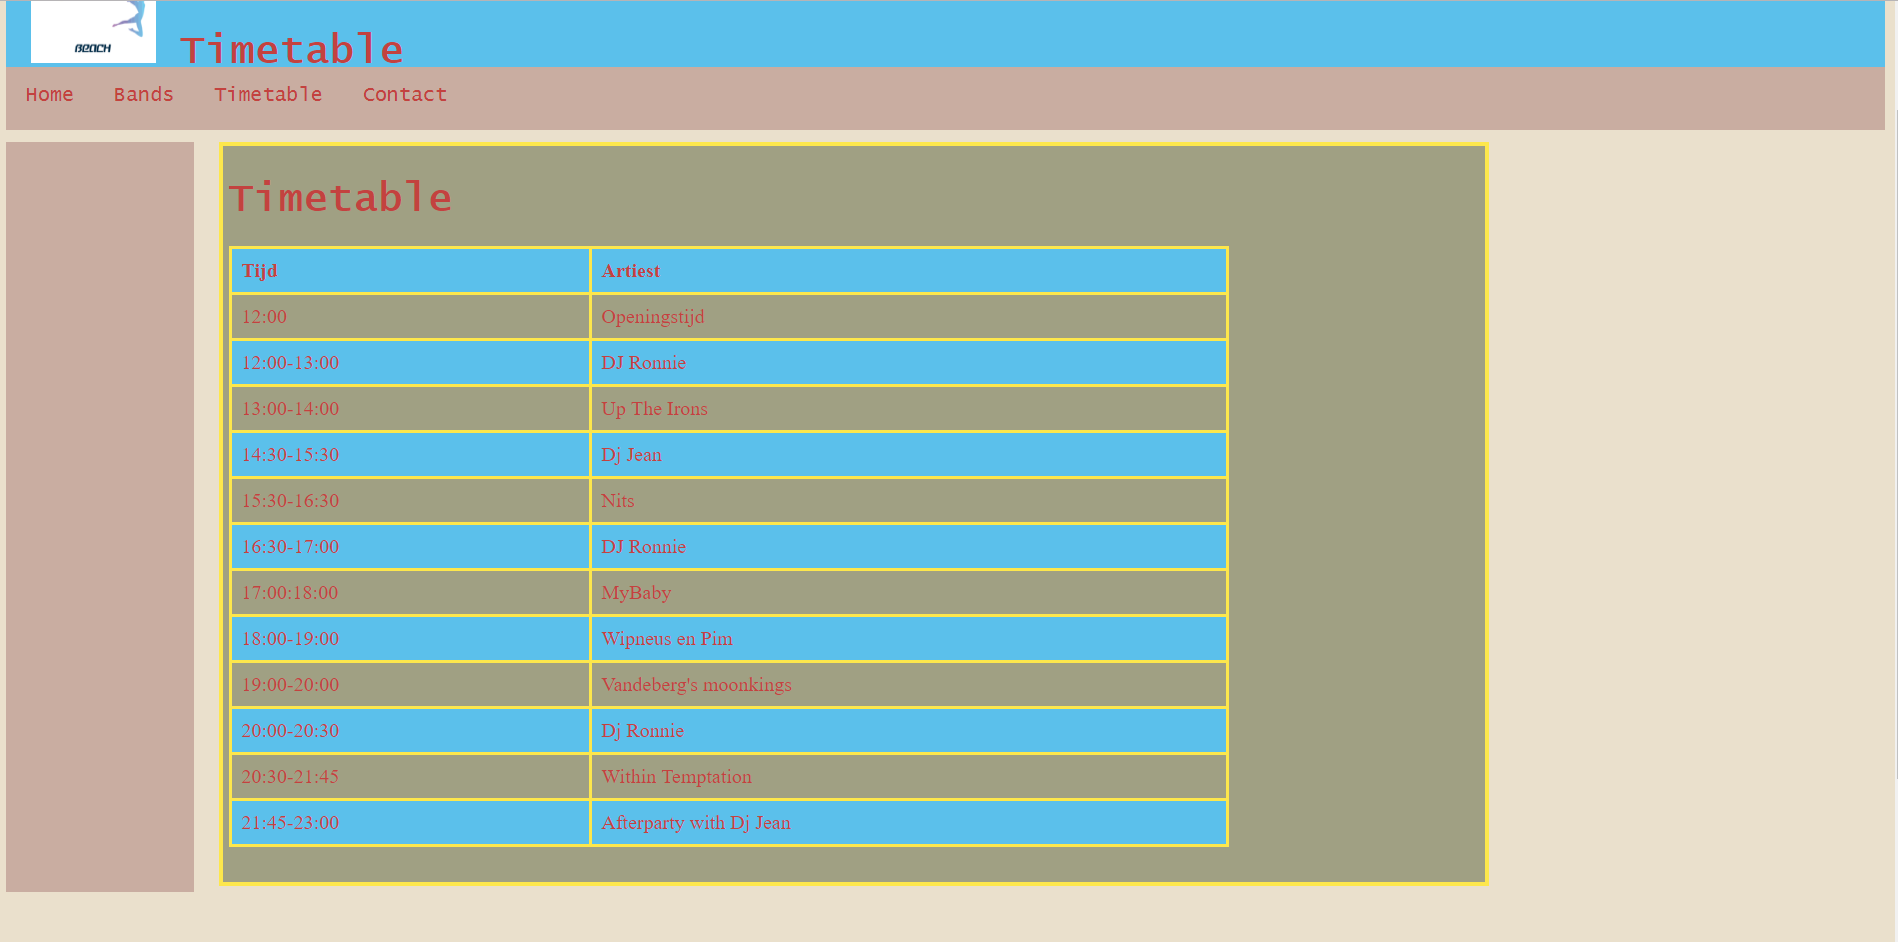 BEACH
Timetable
Home Bands Timetable Contact
Timetable
Tijd Artiest
12:00 Openingstijd
12:00-13:00 DJ Ronnie
13:00-14:00 Up The Irons
14:30-15:30 Dj Jean
15:30-16:30 Nits
16:30-17:00 DJ Ronnie
17:00:18:00 MyBaby
18:00-19:00 Wipneus en Pim
19:00-20:00 Vandeberg's moonkings
20:00-20:30 Dj Ronnie
20:30-21:45 Within Temptation
21:45-23:00 Afterparty with Dj Jean